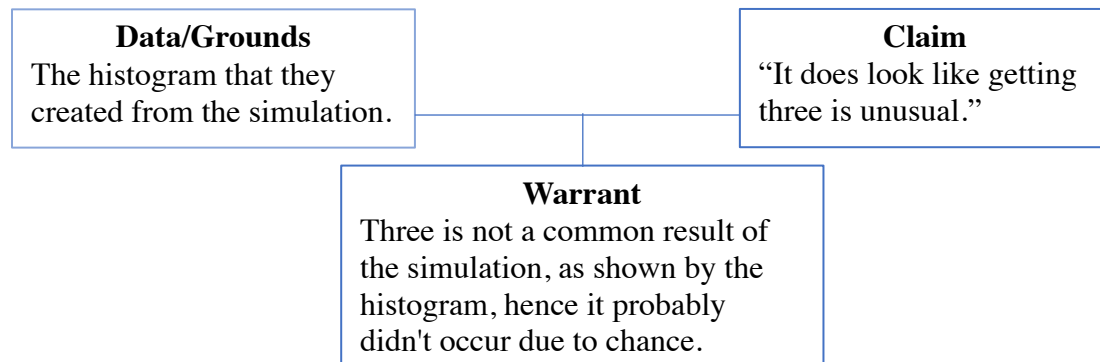 Data/Grounds
The histogram that they
created from the simulation.
Claim
“It does look like getting
three is unusual.”
Warrant
Three is not a common result of
the simulation, as shown by the
histogram, hence it probably
didn't occur due to chance.